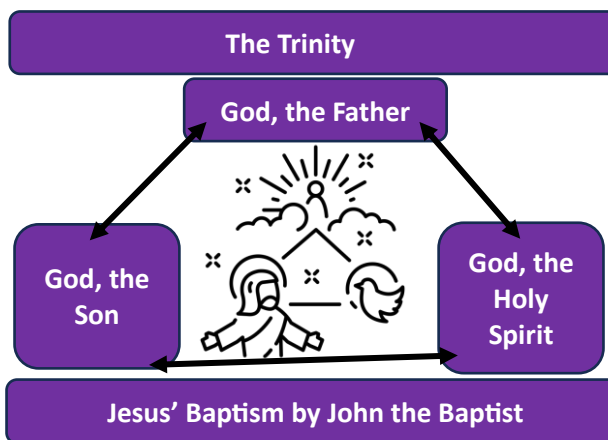 The Trinity
God, the Father
God, the
Son
God, the
Holy
Spirit
Jesus’ Baptism by John the Baptist